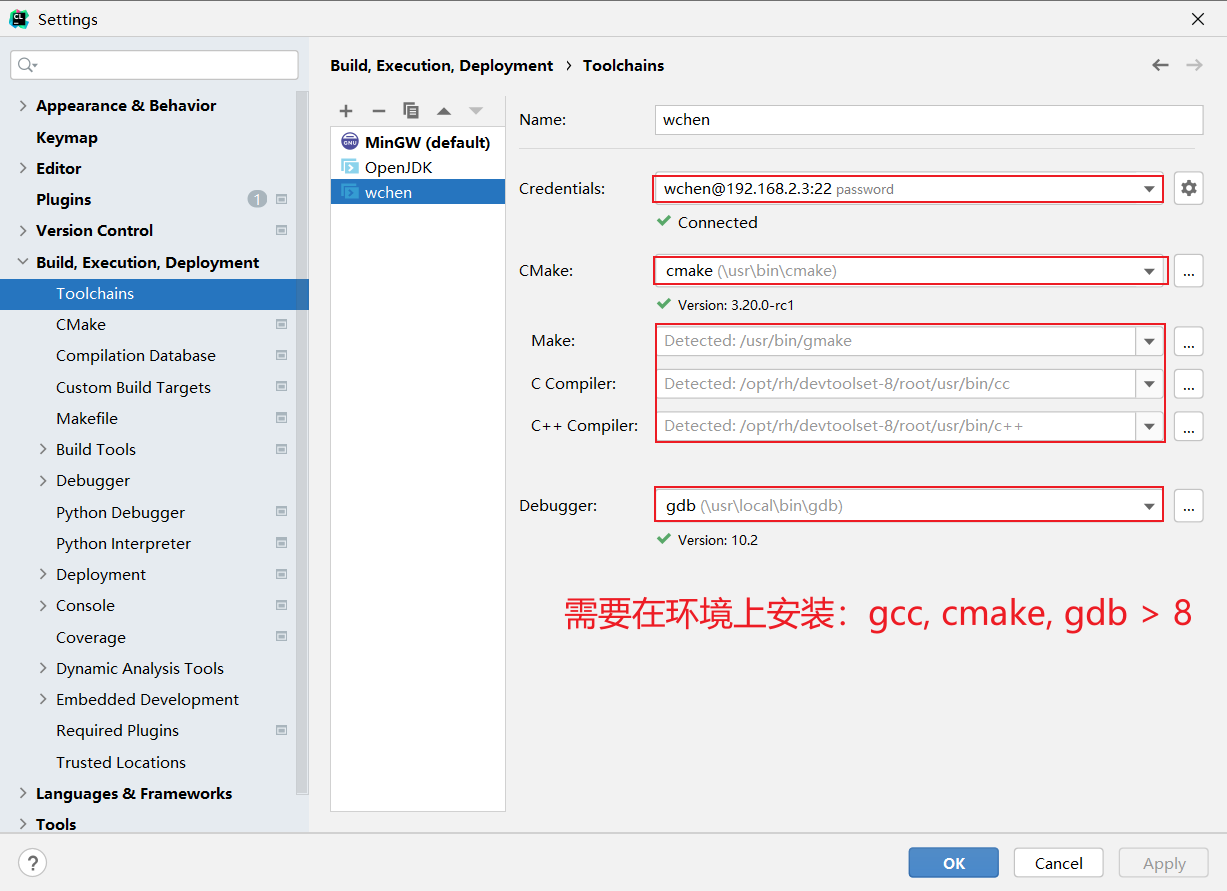 Settings
Appearance & Behavior
Keymap
Editor
Plugins 1
Version Control
Build, Execution, Deployment
Toolchains
CMake
Compilation Database
Custom Build Targets
Makefile
Build Tools
Debugger
Python Debugger
Python Interpreter
Deployment
Console
Coverage
Dynamic Analysis Tools
Embedded Development
Required Plugins
Trusted Locations
Languages & Frameworks
Tools
Build, Execution, Deployment › Toolchains
MinGW (default)
OpenJDK
wchen
Name: wchen
Credentials: wchen@192.168.2.3:22 password
Connected
CMake: cmake (\usr\bin\cmake) ...
Version: 3.20.0-rc1
Make: Detected: /usr/bin/gmake ...
C Compiler: Detected: /opt/rh/devtoolset-8/root/usr/bin/cc ...
C++ Compiler: Detected: /opt/rh/devtoolset-8/root/usr/bin/c++ ...
Debugger: gdb (\usr\local\bin\gdb) ...
Version: 10.2
需要在环境上安装：gcc, cmake, gdb > 8
? OK Cancel Apply